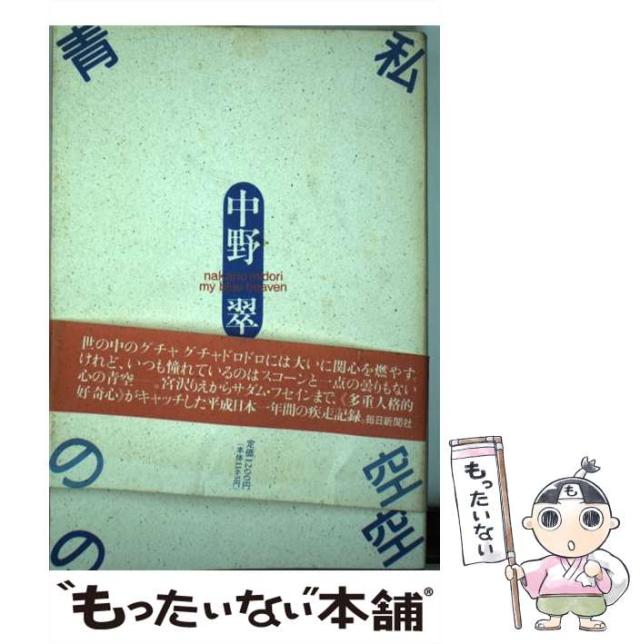 青 私
中野翠
nakano midori
my blue heaven
世の中のグチャグチャドロドロには大いに関心を燃やす
けれど、いつも憧れているのはスコーンと一点の曇りもない
心の青空——。宮沢りえからサダム・フセインまで、《多重人格的
好奇心》がキャッチした平成日本一年間の疾走記録。毎日新聞社
定価1200円
(本体1165円)
の 空
の 空
もったいない
も
"もったいない"本舗®